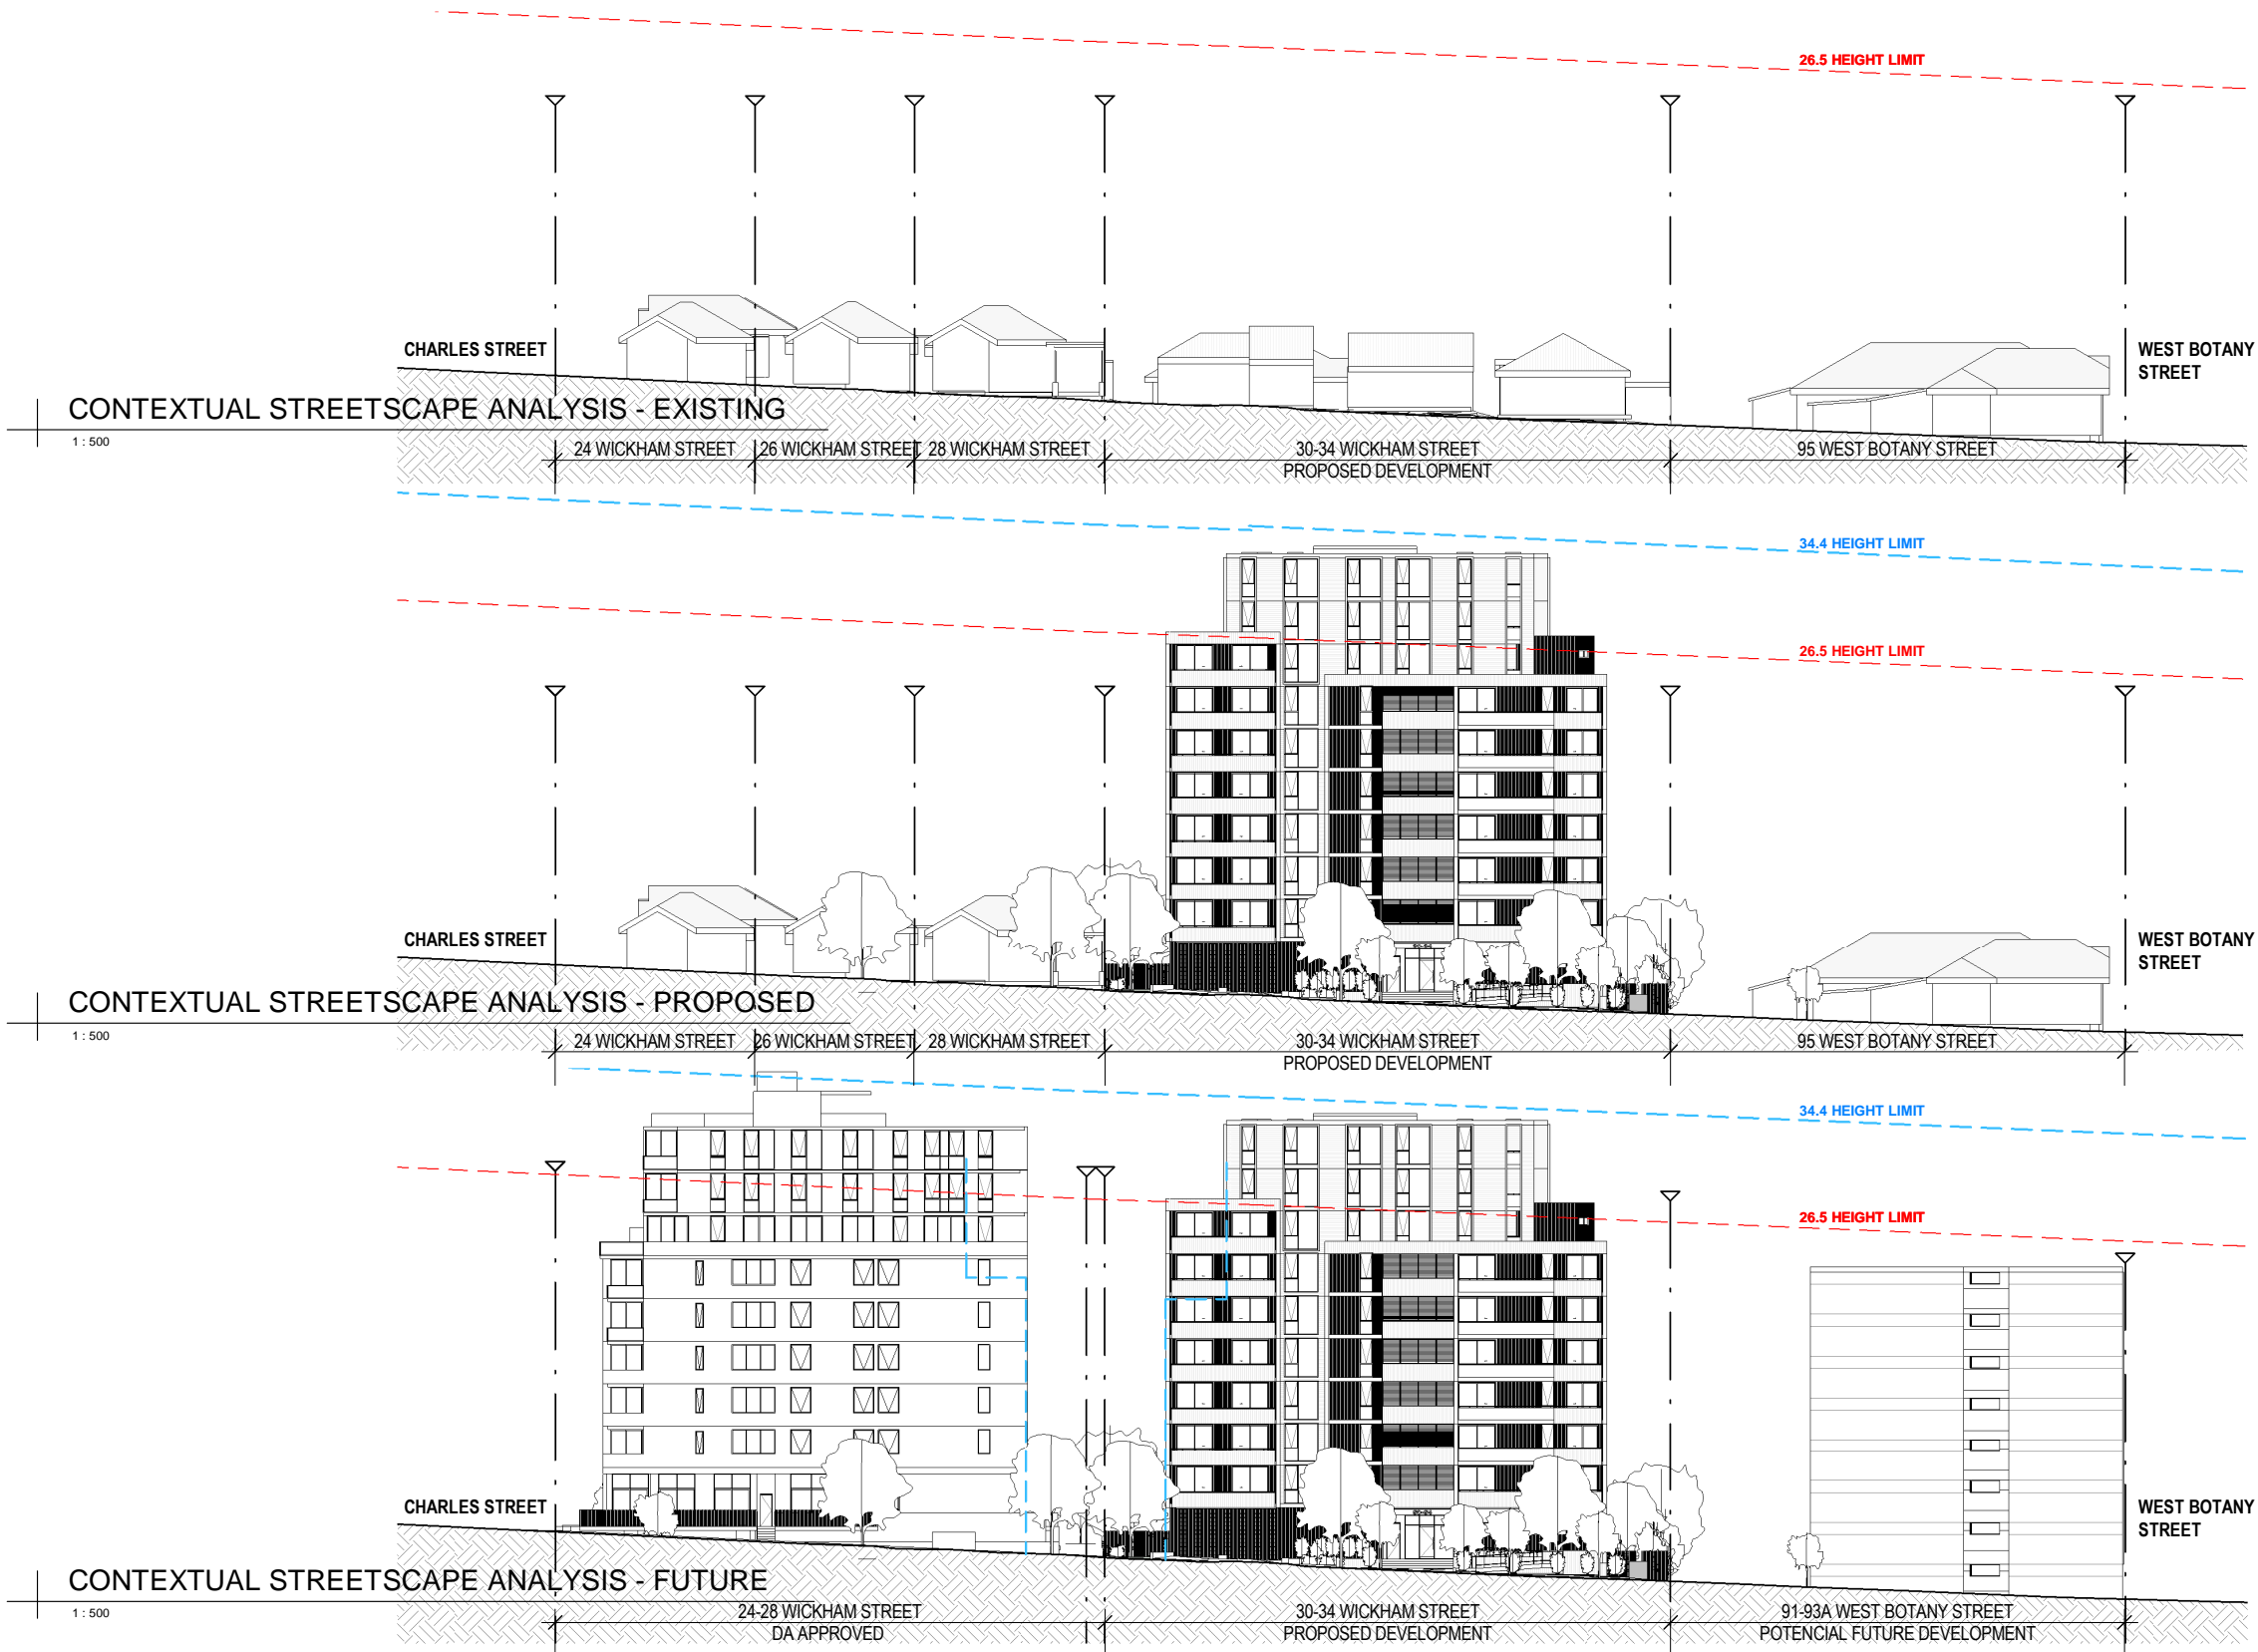 26.5 HEIGHT LIMIT
CHARLES STREET
WEST BOTANY
STREET
CONTEXTUAL STREETSCAPE ANALYSIS - EXISTING
1 : 500
24 WICKHAM STREET
26 WICKHAM STREET
28 WICKHAM STREET
30-34 WICKHAM STREET
PROPOSED DEVELOPMENT
95 WEST BOTANY STREET
34.4 HEIGHT LIMIT
26.5 HEIGHT LIMIT
CHARLES STREET
WEST BOTANY
STREET
CONTEXTUAL STREETSCAPE ANALYSIS - PROPOSED
1 : 500
24 WICKHAM STREET
26 WICKHAM STREET
28 WICKHAM STREET
30-34 WICKHAM STREET
PROPOSED DEVELOPMENT
95 WEST BOTANY STREET
34.4 HEIGHT LIMIT
26.5 HEIGHT LIMIT
CHARLES STREET
WEST BOTANY
STREET
CONTEXTUAL STREETSCAPE ANALYSIS - FUTURE
1 : 500
24-28 WICKHAM STREET
DA APPROVED
30-34 WICKHAM STREET
PROPOSED DEVELOPMENT
91-93A WEST BOTANY STREET
POTENCIAL FUTURE DEVELOPMENT